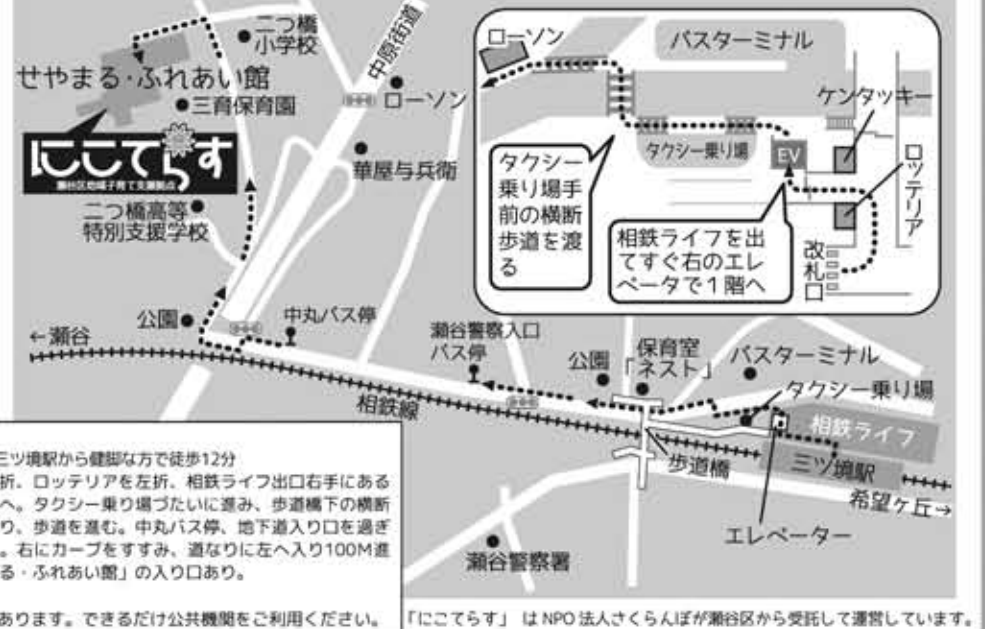 二つ橋
小学校
せやまる・ふれあい館
三育保育園
にこてらす
瀬谷区地域子育て支援拠点
二つ橋高等
特別支援学校
中原街道
ローソン
華屋与兵衛
ローソン
バスターミナル
ケンタッキー
タクシー乗り場
EV
ロッテリア
改札口
タクシー
乗り場手
前の横断
歩道を渡
る
相鉄ライフを出
てすぐ右のエレ
ベータで1階へ
公園
中丸バス停
←瀬谷
瀬谷警察入口
バス停
公園
保育室
「ネスト」
バスターミナル
タクシー乗り場
相鉄線
相鉄ライフ
三ツ境駅
歩道橋
希望ヶ丘→
エレベーター
瀬谷警察署
三ツ境駅から健脚な方で徒歩12分
折、ロッテリアを左折、相鉄ライフ出口右手にある
へ。タクシー乗り場づたいに進み、歩道橋下の横断
り、歩道を進む。中丸バス停、地下道入り口を過ぎ
。右にカーブをすすみ、道なりに左へ入り100M進
る・ふれあい館」の入り口あり。
あります。できるだけ公共機関をご利用ください。
「にこてらす」 は NPO 法人さくらんぼが瀬谷区から受託して運営しています。